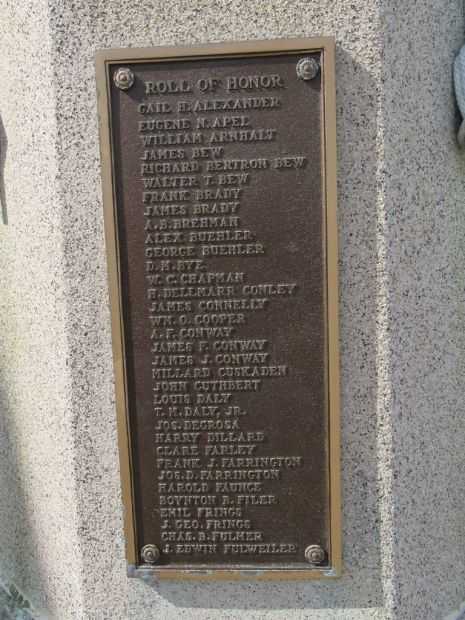 ROLL OF HONOR
GAIL H. ALEXANDER
EUGENE N. APEL
WILLIAM ARNHALT
JAMES BEW
RICHARD BERTRON BEW
WALTER T. BEW
FRANK BRADY
JAMES BRADY
A. B. BREHMAN
ALEX BUEHLER
GEORGE BUEHLER
D. M. BYE
W. C. CHAPMAN
H. DELLMARR CONLEY
JAMES CONNELLY
WM. O. COOPER
A. F. CONWAY
JAMES F. CONWAY
JAMES J. CONWAY
MILLARD CUSKADEN
JOHN CUTHBERT
LOUIS DALY
T. M. DALY, JR.
JOS. DEGROSA
HARRY DILLARD
CLARE FARLEY
FRANK J. FARRINGTON
JOS. D. FARRINGTON
HAROLD FAUNCE
BOYNTON R. FILER
EMIL FRINGS
J. GEO. FRINGS
CHAS. B. FULMER
J. EDWIN FULWEILER